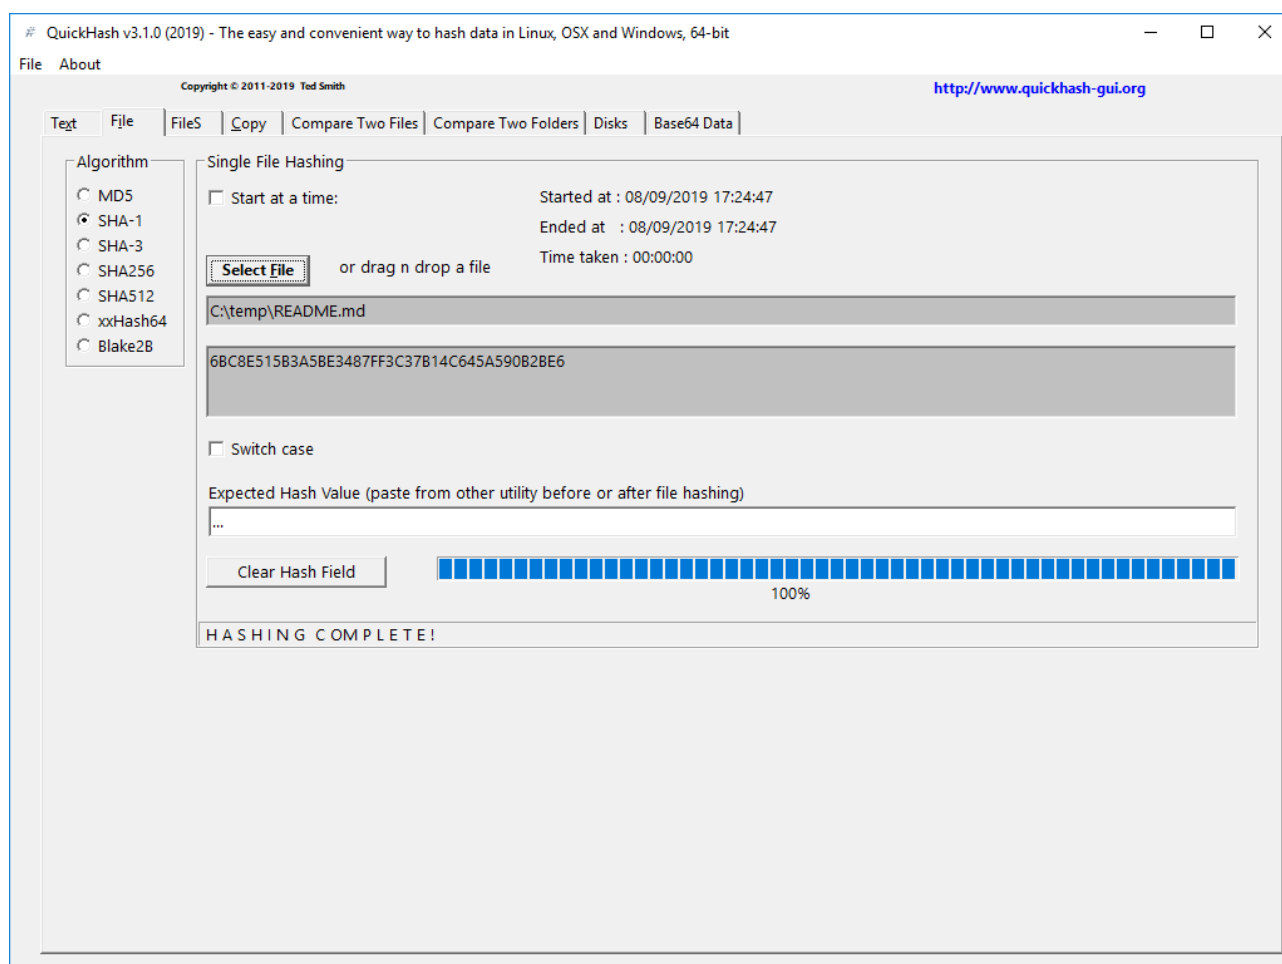 QuickHash v3.1.0 (2019) - The easy and convenient way to hash data in Linux, OSX and Windows, 64-bit
File About
Copyright © 2011-2019 Ted Smith
http://www.quickhash-gui.org
Text File FileS Copy Compare Two Files Compare Two Folders Disks Base64 Data
Algorithm
MD5
SHA-1
SHA-3
SHA256
SHA512
xxHash64
Blake2B
Single File Hashing
Start at a time:
Started at : 08/09/2019 17:24:47
Ended at : 08/09/2019 17:24:47
Time taken : 00:00:00
Select File or drag n drop a file
C:\temp\README.md
6BC8E515B3A5BE3487FF3C37B14C645A590B2BE6
Switch case
Expected Hash Value (paste from other utility before or after file hashing)
...
Clear Hash Field
100%
HASHING COMPLETE!